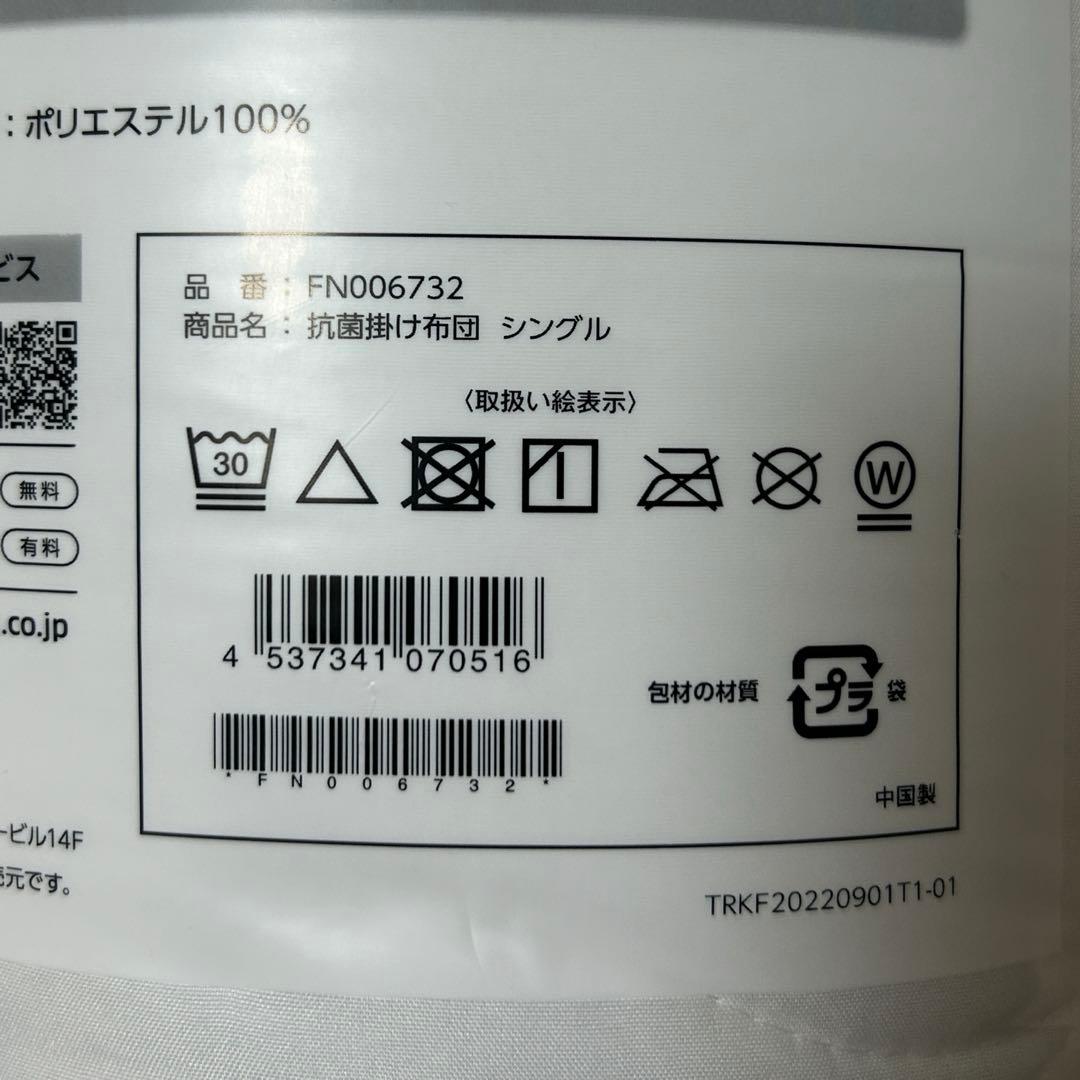 ：ポリエステル100%
ビス
無料
有料
.co.jp
ービル14F
売元です。
品　番：FN006732
商品名：抗菌掛け布団 シングル
〈取扱い絵表示〉
30
W
4 537341 070516
*FN006732*
包材の材質 プラ 袋
中国製
TRKF20220901T1-01